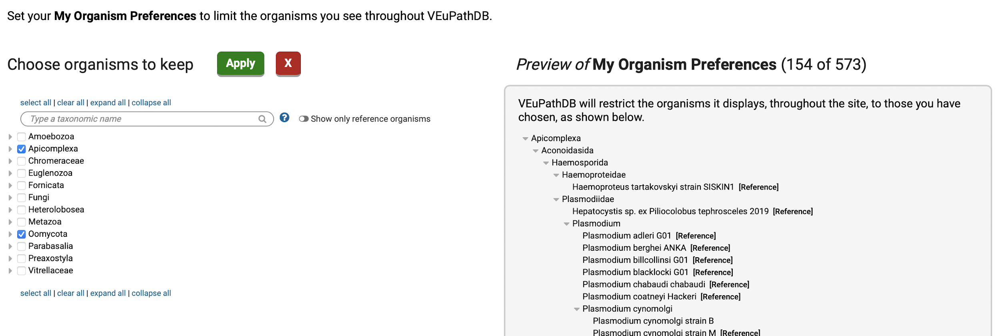 Set your My Organism Preferences to limit the organisms you see throughout VEuPathDB.
Choose organisms to keep
Apply
X
select all | clear all | expand all | collapse all
Type a taxonomic name
?
Show only reference organisms
Amoebozoa
Apicomplexa
Chromeraceae
Euglenozoa
Fornicata
Fungi
Heterolobosea
Metazoa
Oomycota
Parabasalia
Preaxostyla
Vitrellaceae
select all | clear all | expand all | collapse all
Preview of My Organism Preferences (154 of 573)
VEuPathDB will restrict the organisms it displays, throughout the site, to those you have
chosen, as shown below.
Apicomplexa
Aconoidasida
Haemosporida
Haemoproteidae
Haemoproteus tartakovskyi strain SISKIN1 [Reference]
Plasmodiidae
Hepatocystis sp. ex Piliocolobus tephrosceles 2019 [Reference]
Plasmodium
Plasmodium adleri G01 [Reference]
Plasmodium berghei ANKA [Reference]
Plasmodium billcollinsi G01 [Reference]
Plasmodium blacklocki G01 [Reference]
Plasmodium chabaudi chabaudi [Reference]
Plasmodium coatneyi Hackeri [Reference]
Plasmodium cynomolgi
Plasmodium cynomolgi strain B
Plasmodium cynomolgi strain M [Reference]